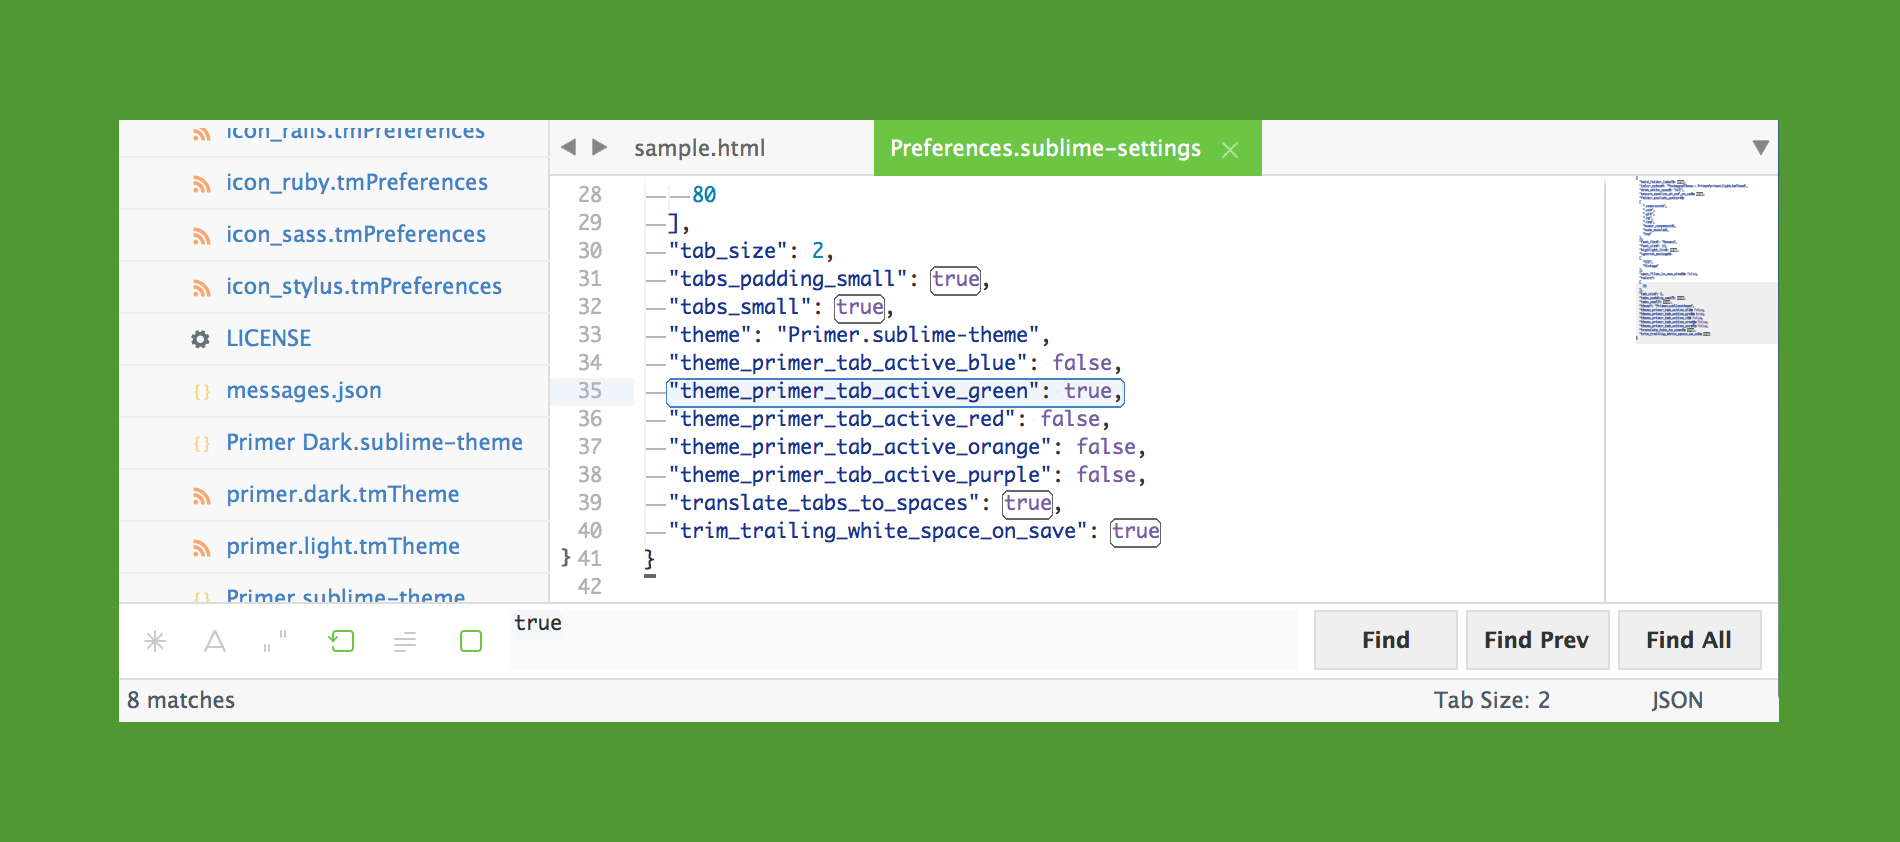 icon_rails.tmPreferences
icon_ruby.tmPreferences
icon_sass.tmPreferences
icon_stylus.tmPreferences
LICENSE
messages.json
Primer Dark.sublime-theme
primer.dark.tmTheme
primer.light.tmTheme
Primer.sublime-theme
sample.html
Preferences.sublime-settings
28 80
29 ],
30 "tab_size": 2,
31 "tabs_padding_small": true,
32 "tabs_small": true,
33 "theme": "Primer.sublime-theme",
34 "theme_primer_tab_active_blue": false,
35 "theme_primer_tab_active_green": true,
36 "theme_primer_tab_active_red": false,
37 "theme_primer_tab_active_orange": false,
38 "theme_primer_tab_active_purple": false,
39 "translate_tabs_to_spaces": true,
40 "trim_trailing_white_space_on_save": true
} 41 }
42
true
Find
Find Prev
Find All
8 matches
Tab Size: 2
JSON